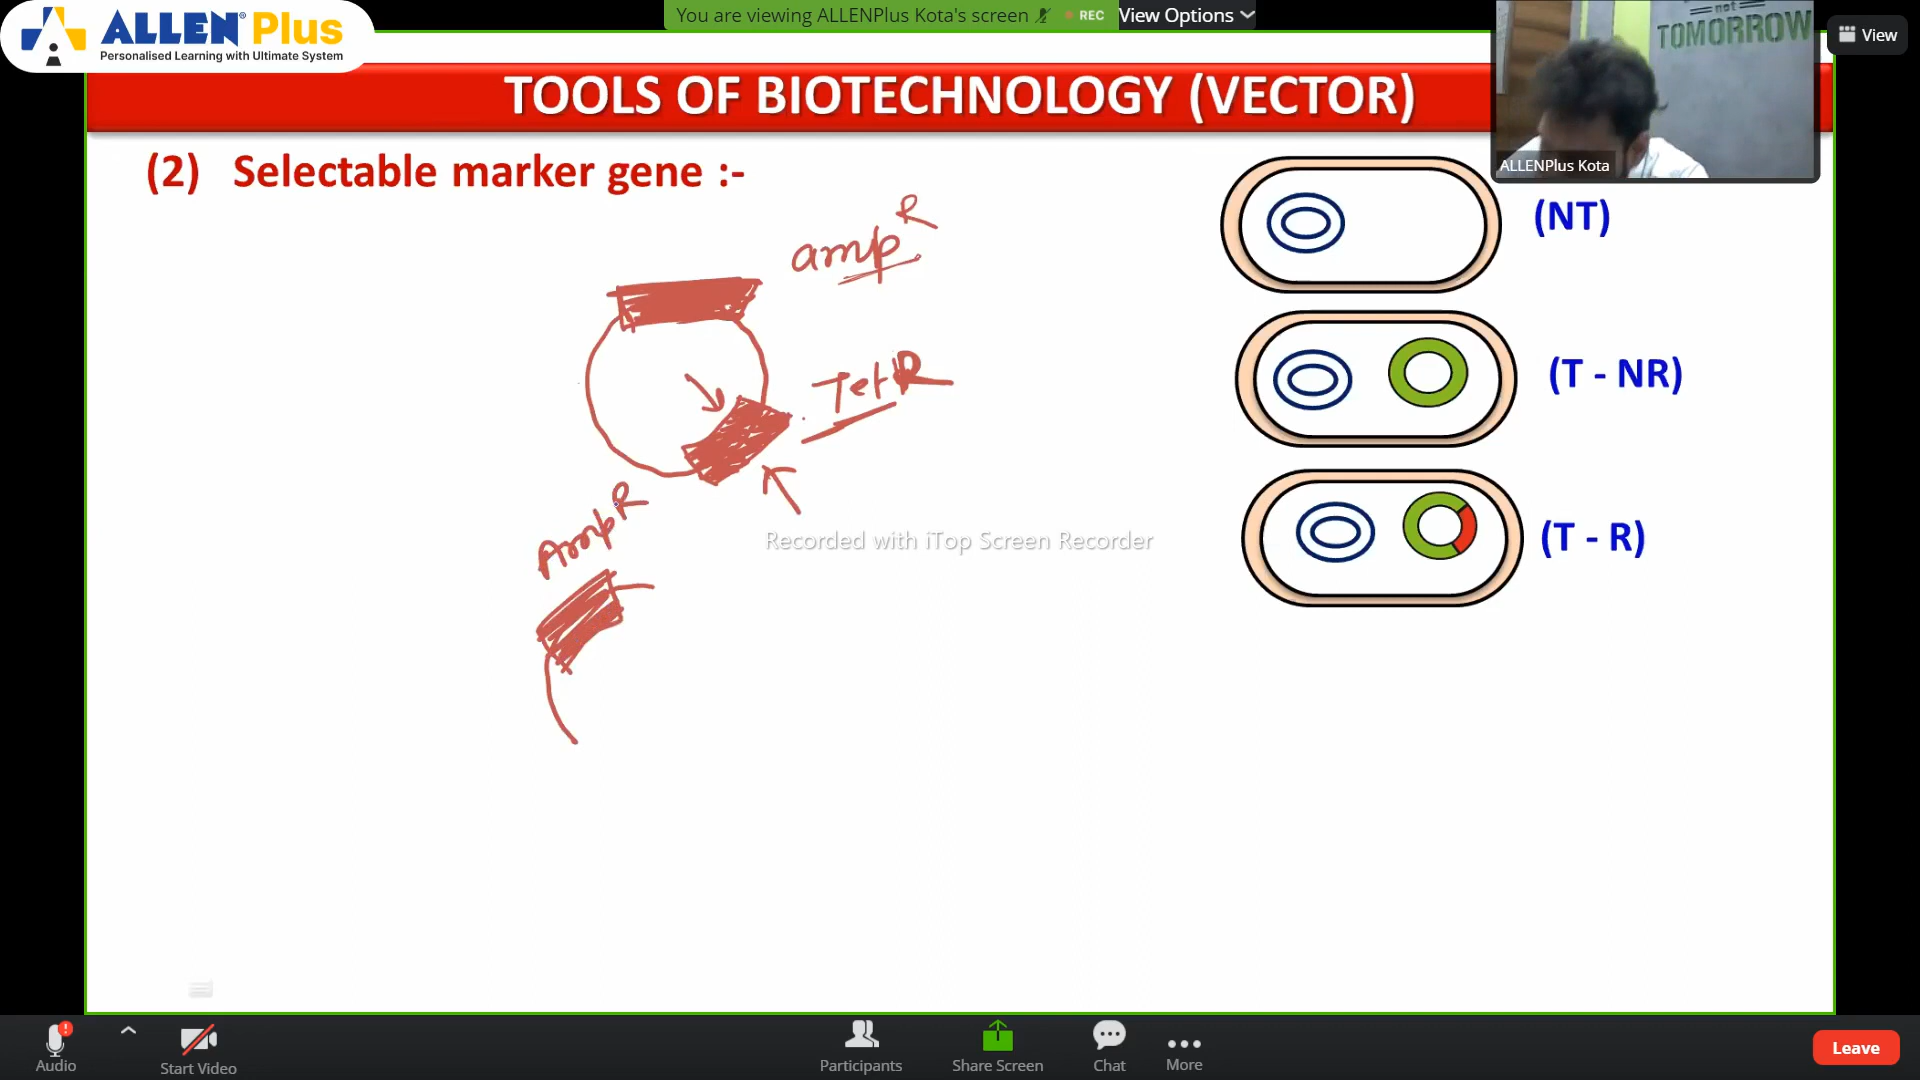 ALLEN Plus
Personalised Learning with Ultimate System
You are viewing ALLENPlus Kota's screen
REC
View Options
View
not
TOMORROW
ALLENPlus Kota
TOOLS OF BIOTECHNOLOGY (VECTOR)
(2) Selectable marker gene :-
amp R
Tet R
Amp R
(NT)
(T - NR)
(T - R)
Recorded with iTop Screen Recorder
Audio
Start Video
Participants
Share Screen
Chat
More
Leave